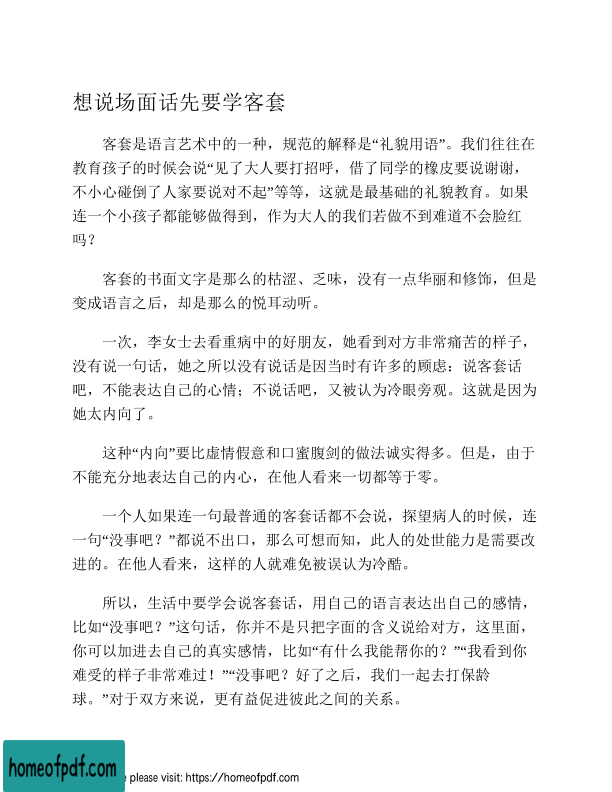 想说场面话先要学客套
客套是语言艺术中的一种，规范的解释是“礼貌用语”。我们往往在
教育孩子的时候会说“见了大人要打招呼，借了同学的橡皮要说谢谢，
不小心碰倒了人家要说对不起”等等，这就是最基础的礼貌教育。如果
连一个小孩子都能够做得到，作为大人的我们若做不到难道不会脸红
吗？
客套的书面文字是那么的枯涩、乏味，没有一点华丽和修饰，但是
变成语言之后，却是那么的悦耳动听。
一次，李女士去看重病中的好朋友，她看到对方非常痛苦的样子，
没有说一句话，她之所以没有说话是因当时有许多的顾虑：说客套话
吧，不能表达自己的心情；不说话吧，又被认为冷眼旁观。这就是因为
她太内向了。
这种“内向”要比虚情假意和口蜜腹剑的做法诚实得多。但是，由于
不能充分地表达自己的内心，在他人看来一切都等于零。
一个人如果连一句最普通的客套话都不会说，探望病人的时候，连
一句“没事吧？”都说不出口，那么可想而知，此人的处世能力是需要改
进的。在他人看来，这样的人就难免被误认为冷酷。
所以，生活中要学会说客套话，用自己的语言表达出自己的感情，
比如“没事吧？”这句话，你并不是只把字面的含义说给对方，这里面，
你可以加进去自己的真实感情，比如“有什么我能帮你的？”“我看到你
难受的样子非常难过！”“没事吧？好了之后，我们一起去打保龄
球。”对于双方来说，更有益促进彼此之间的关系。
homeofpdf.com
e please visit: https://homeofpdf.com